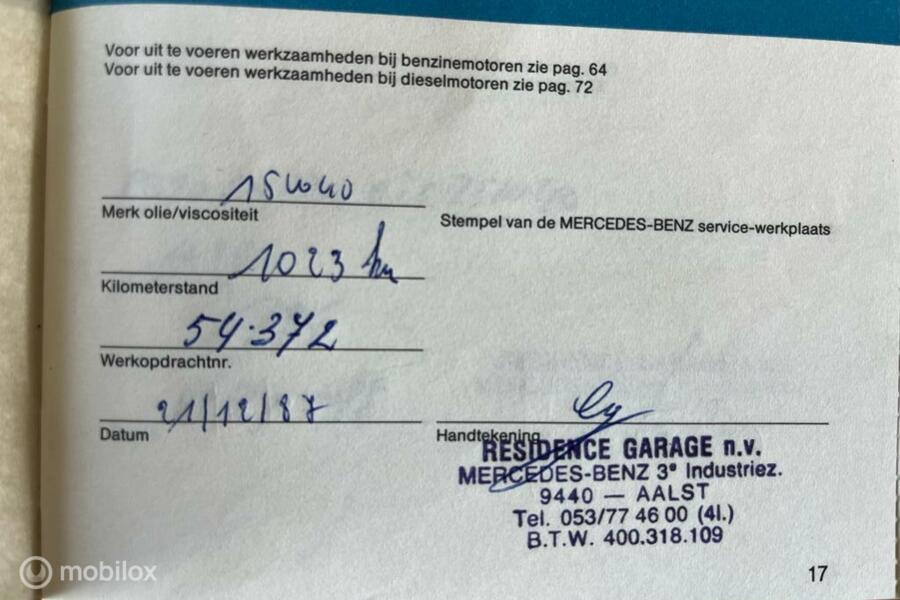 Voor uit te voeren werkzaamheden bij benzinemotoren zie pag. 64
Voor uit te voeren werkzaamheden bij dieselmotoren zie pag. 72
15W40
Merk olie/viscositeit
Stempel van de MERCEDES-BENZ service-werkplaats
1023 km
Kilometerstand
54.372
Werkopdrachtnr.
21/12/87
Datum
Handtekening
RESIDENCE GARAGE n.v.
MERCEDES-BENZ 3e Industriez.
9440 — AALST
Tel. 053/77 46 00 (4l.)
B.T.W. 400.318.109
17
mobilox